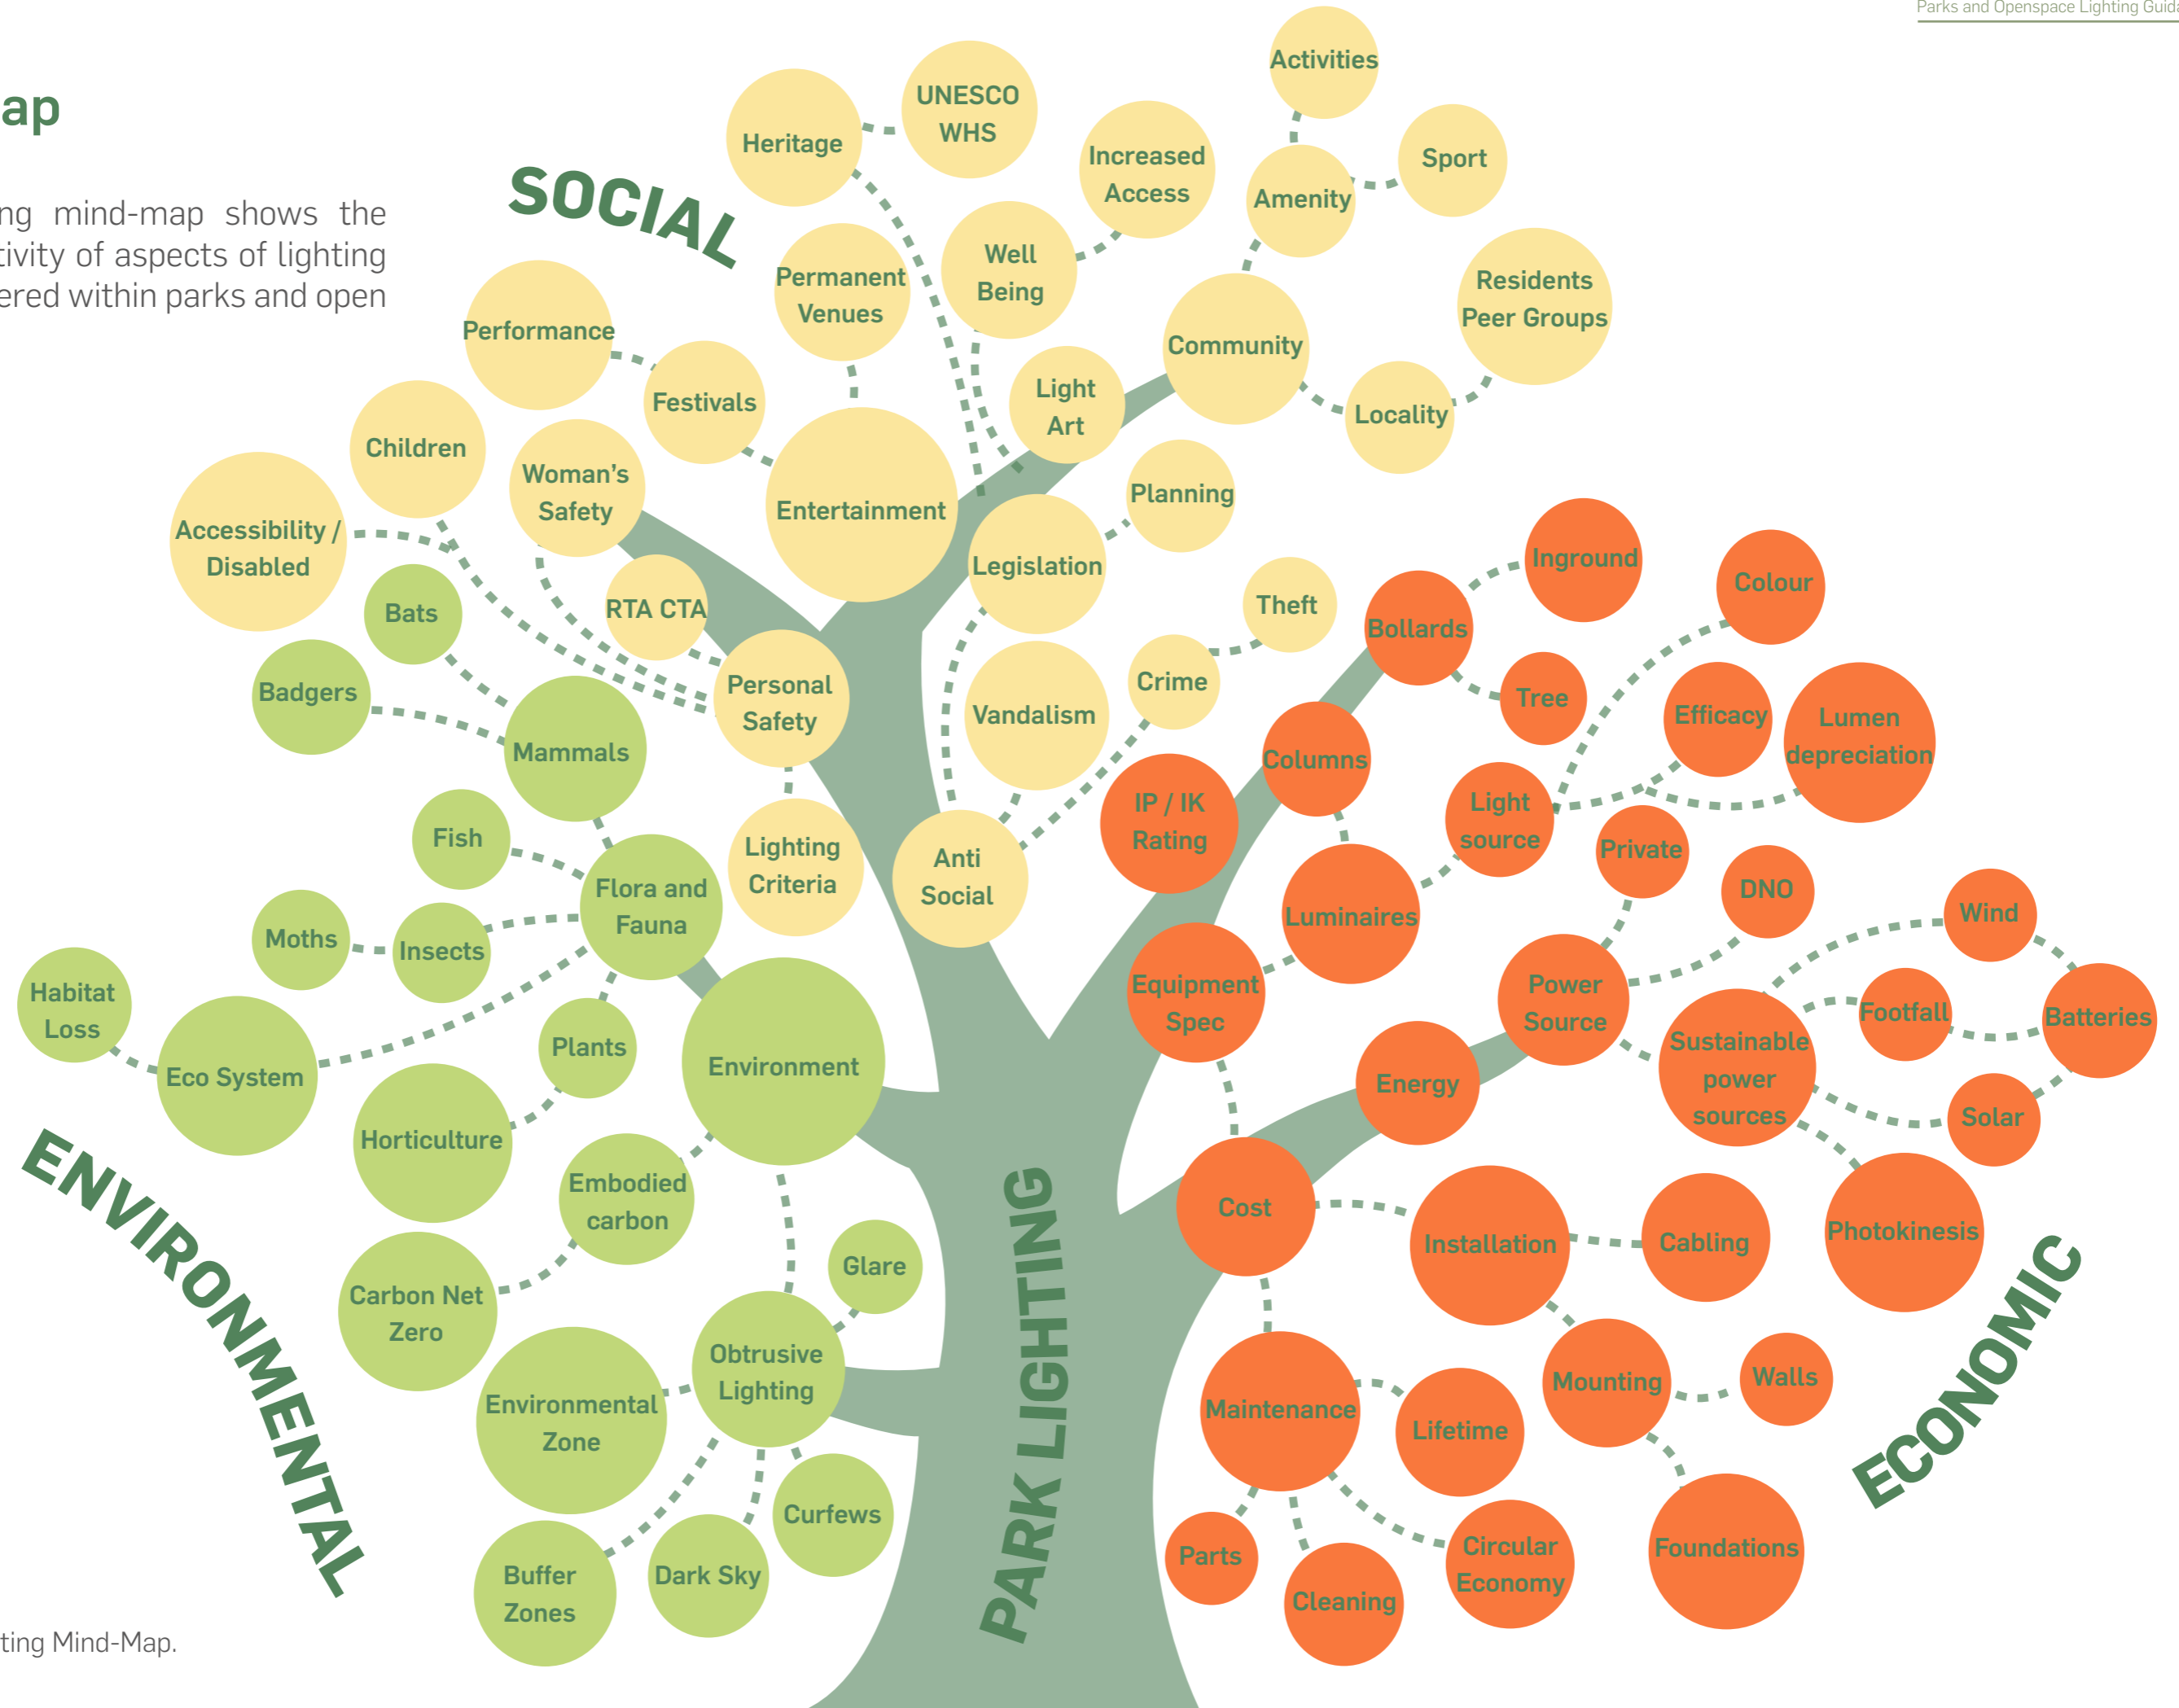 Parks and Openspace Lighting Guida
ap
ng mind-map shows the
tivity of aspects of lighting
ered within parks and open
SOCIAL
Heritage
UNESCO
WHS
Activities
Increased
Access
Amenity
Sport
Well
Being
Permanent
Venues
Residents
Peer Groups
Performance
Community
Festivals
Light
Art
Locality
Children
Woman's
Safety
Entertainment
Planning
Accessibility /
Disabled
Legislation
Bats
RTA CTA
Theft
Badgers
Personal
Safety
Crime
Vandalism
Mammals
Lighting
Criteria
Anti
Social
Fish
Flora and
Fauna
Moths
Insects
Habitat
Loss
Eco System
Plants
Environment
Horticulture
Embodied
carbon
Carbon Net
Zero
Glare
Obtrusive
Lighting
Environmental
Zone
Curfews
Dark Sky
Buffer
Zones
ENVIRONMENTAL
PARK LIGHTING
Inground
Colour
Bollards
Tree
Efficacy
Lumen
depreciation
Columns
IP / IK
Rating
Light
source
Private
DNO
Luminaires
Wind
Equipment
Spec
Power
Source
Footfall
Batteries
Sustainable
power
sources
Energy
Solar
Cost
Installation
Cabling
Photokinesis
Maintenance
Mounting
Walls
Lifetime
Parts
Cleaning
Circular
Economy
Foundations
ECONOMIC
ting Mind-Map.